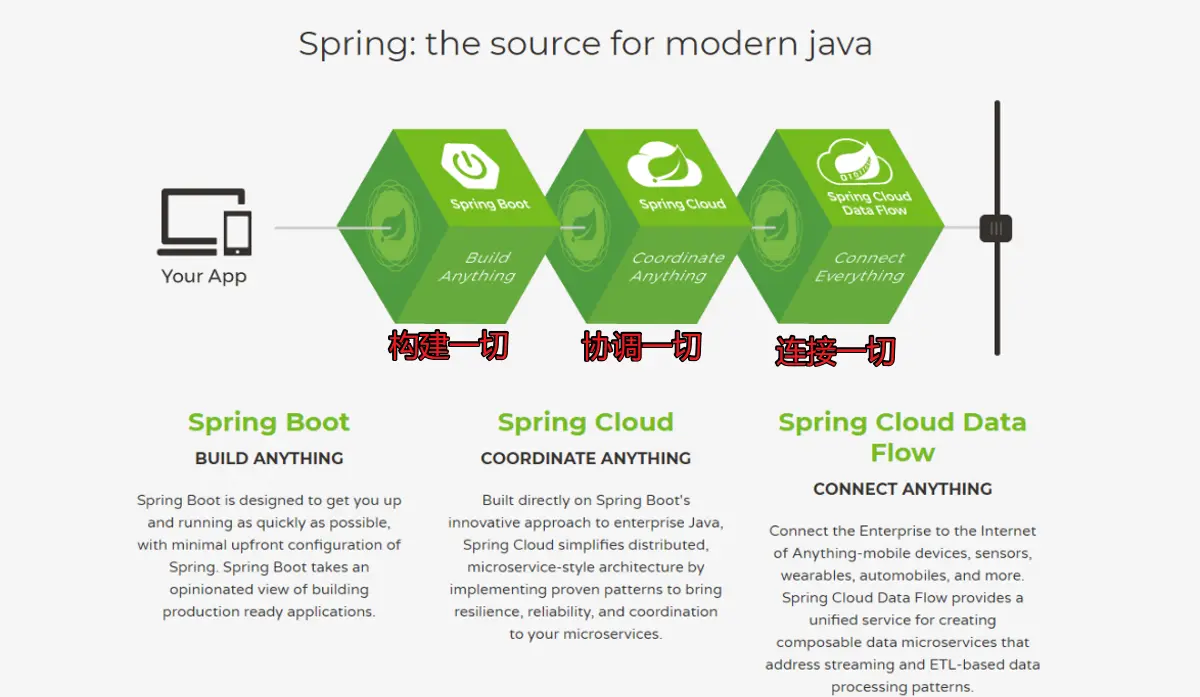 Spring: the source for modern java
Your App
Spring Boot
Build
Anything
Spring Cloud
Coordinate
Anything
Spring Cloud
Data Flow
Connect
Everything
构建一切
协调一切
连接一切
Spring Boot
BUILD ANYTHING
Spring Boot is designed to get you up
and running as quickly as possible,
with minimal upfront configuration of
Spring. Spring Boot takes an
opinionated view of building
production ready applications.
Spring Cloud
COORDINATE ANYTHING
Built directly on Spring Boot's
innovative approach to enterprise Java,
Spring Cloud simplifies distributed,
microservice-style architecture by
implementing proven patterns to bring
resilience, reliability, and coordination
to your microservices.
Spring Cloud Data
Flow
CONNECT ANYTHING
Connect the Enterprise to the Internet
of Anything-mobile devices, sensors,
wearables, automobiles, and more.
Spring Cloud Data Flow provides a
unified service for creating
composable data microservices that
address streaming and ETL-based data
processing patterns.